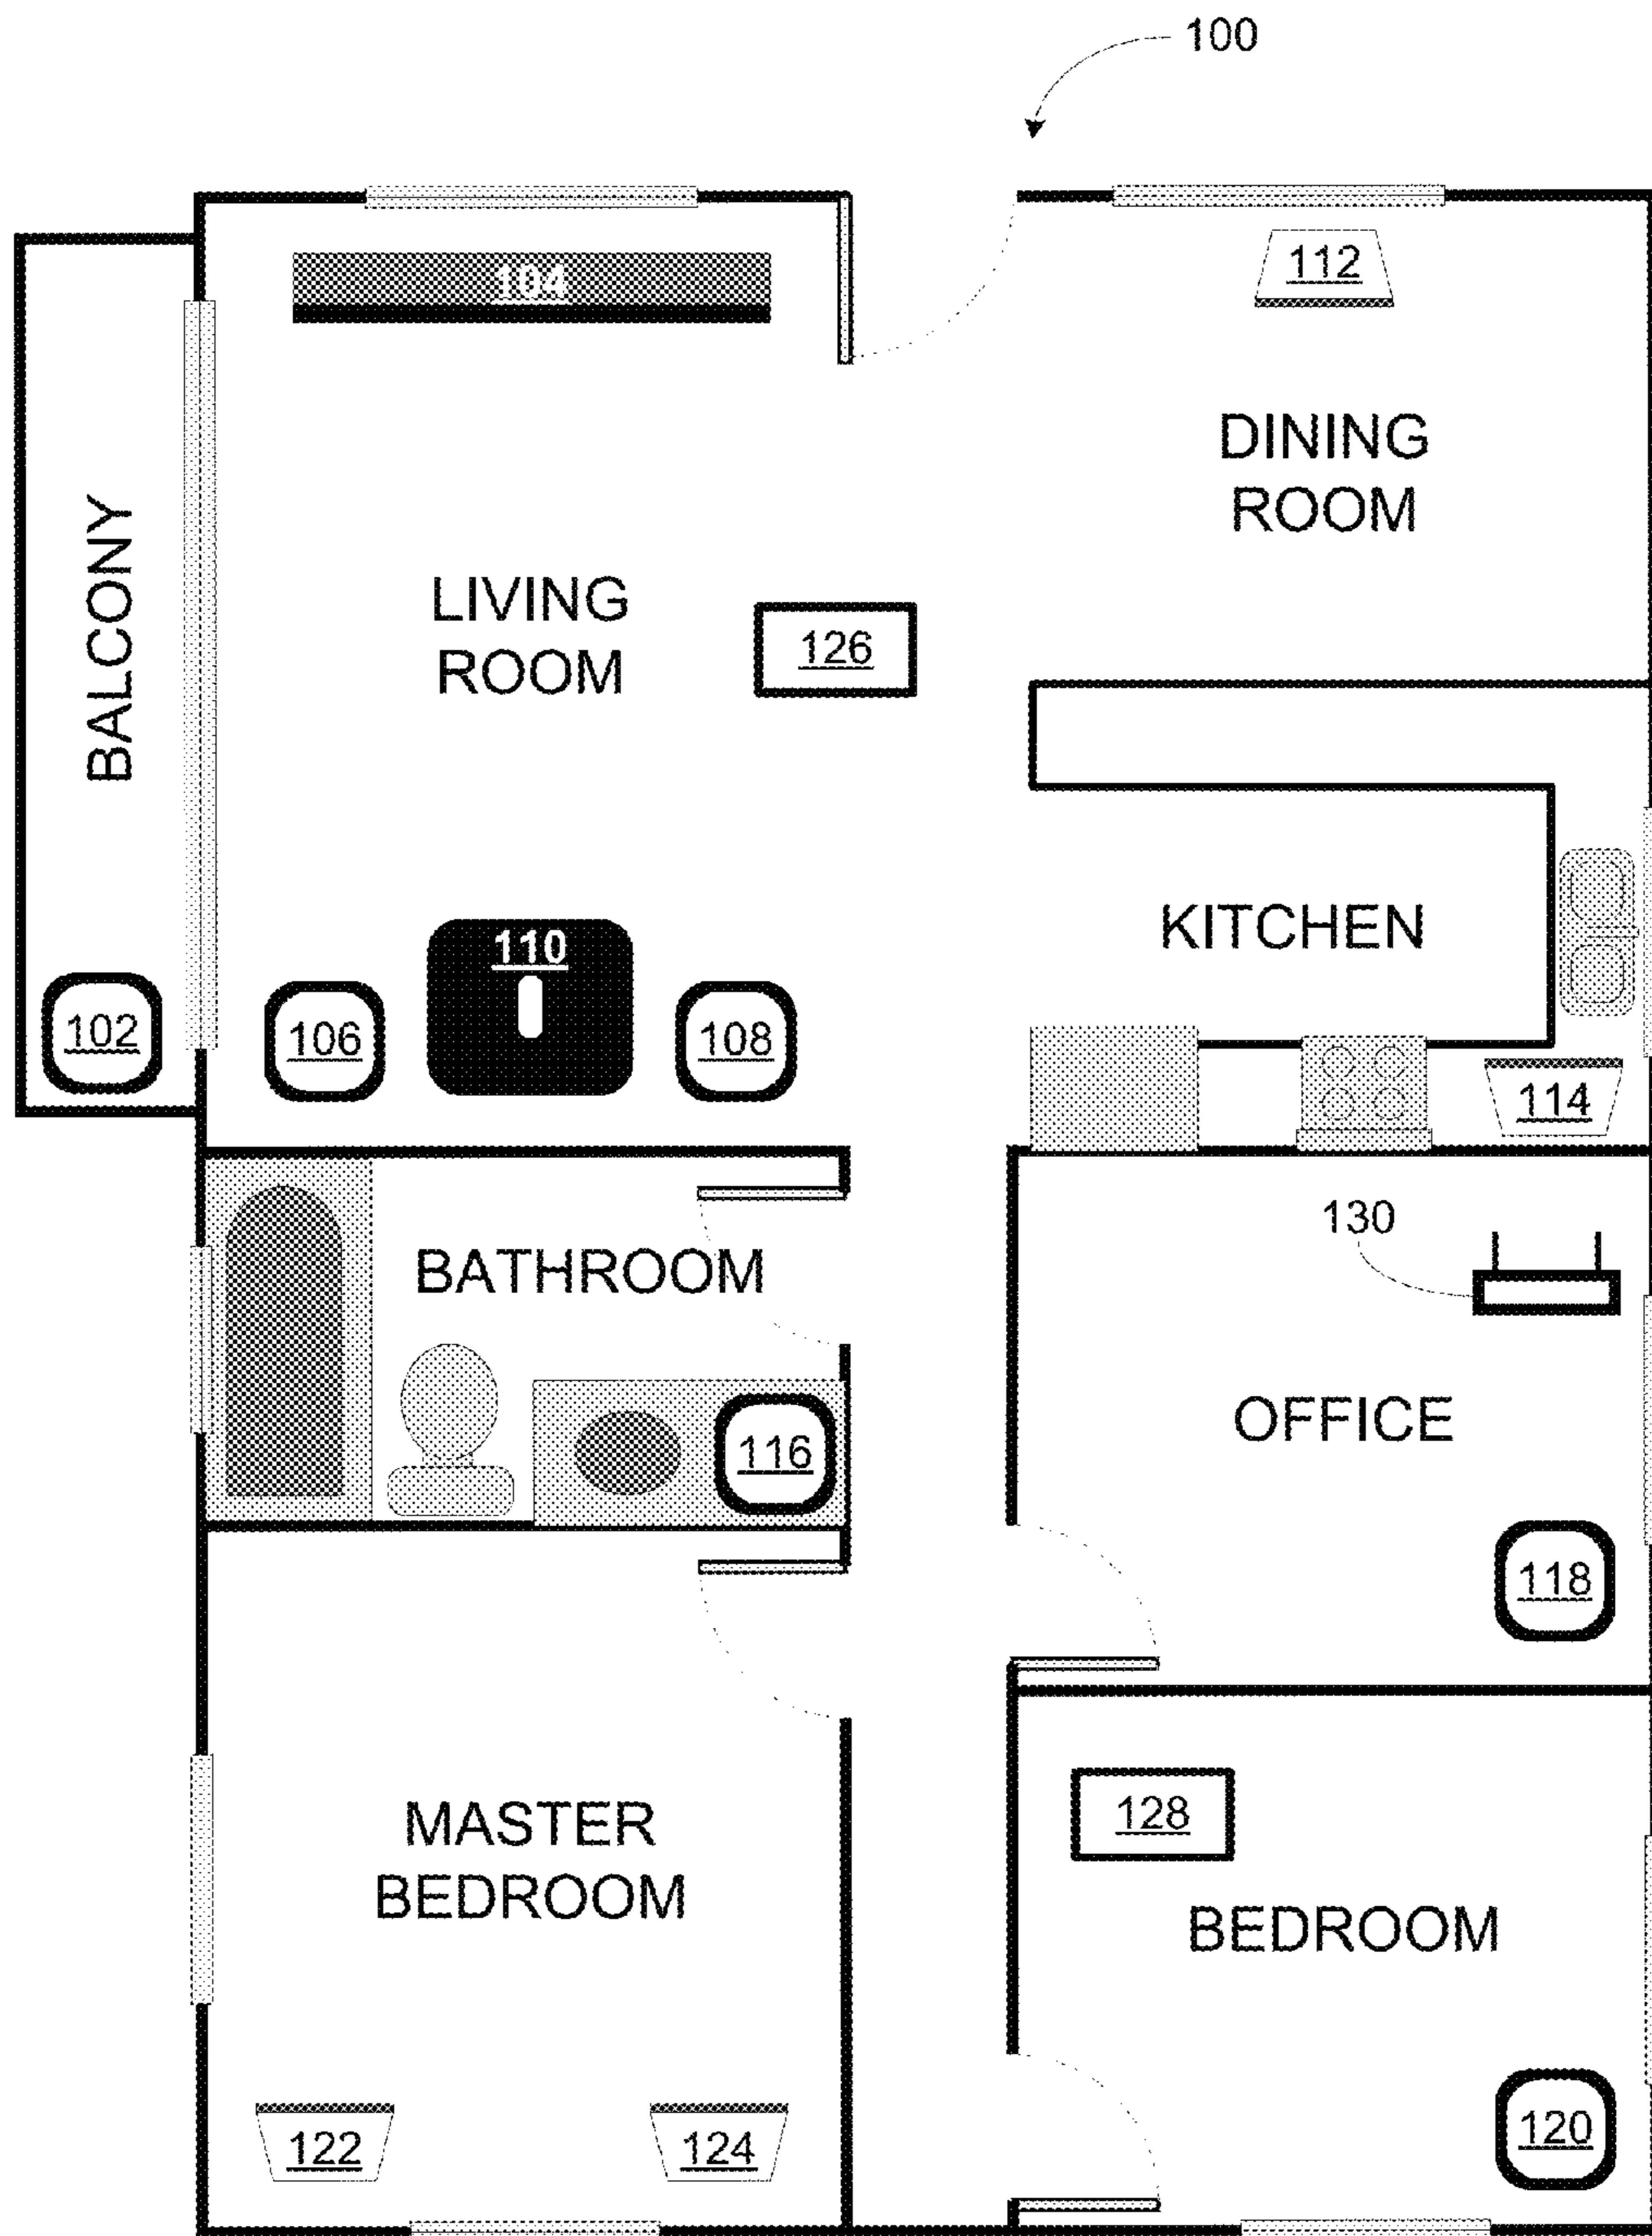 100
104
112
DINING
ROOM
BALCONY
LIVING
ROOM
126
KITCHEN
110
102
106
108
114
130
BATHROOM
OFFICE
116
118
MASTER
BEDROOM
128
BEDROOM
122
124
120